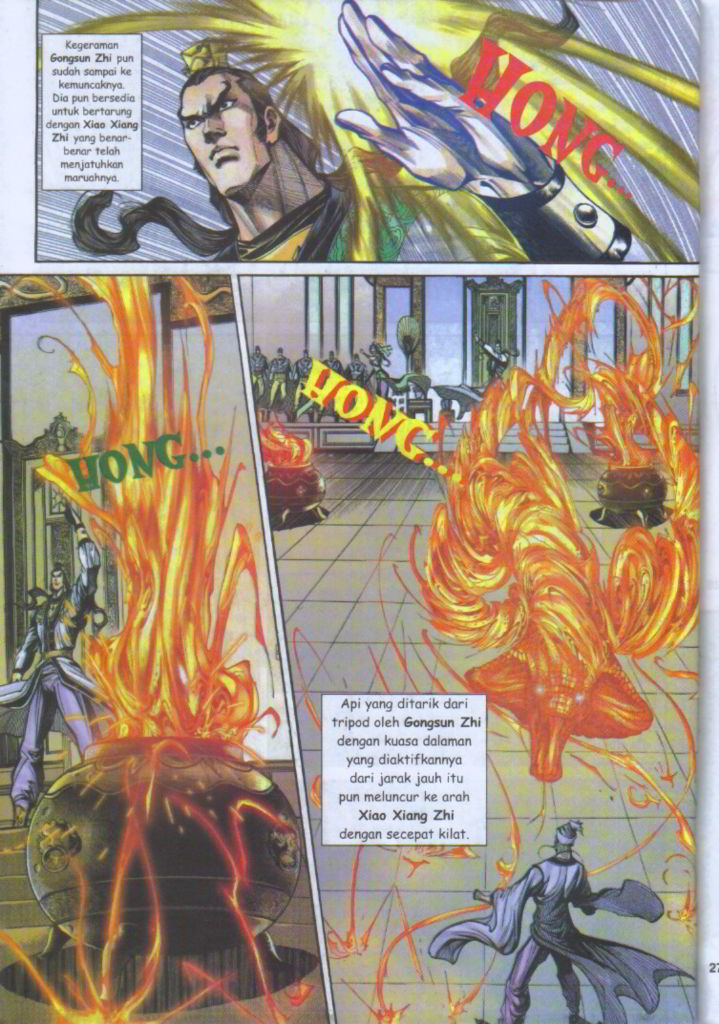 Kegeraman
Gongsun Zhi pun
sudah sampai ke
kemuncaknya.
Dia pun bersedia
untuk bertarung
dengan Xiao Xiang
Zhi yang benar-
benar telah
menjatuhkan
maruahnya.
HONG...
HONG...
HONG...
Api yang ditarik dari
tripod oleh Gongsun Zhi
dengan kuasa dalaman
yang diaktifkannya
dari jarak jauh itu
pun meluncur ke arah
Xiao Xiang Zhi
dengan secepat kilat.